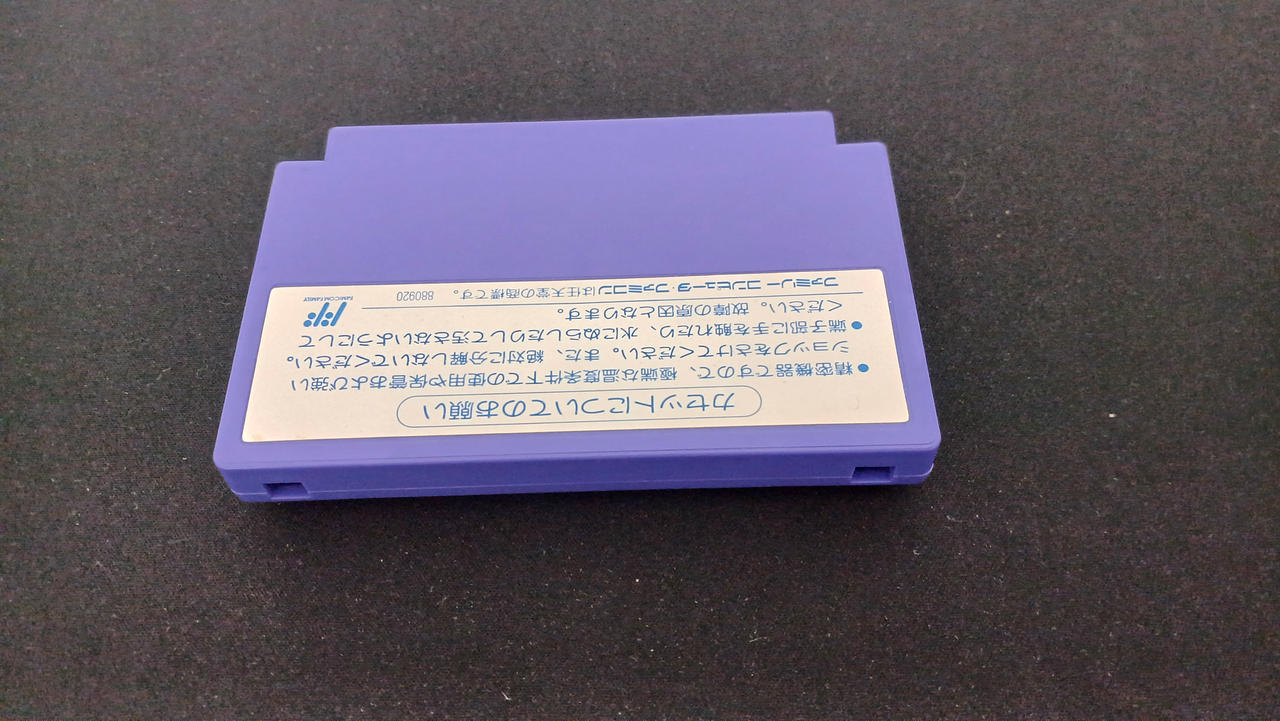 カセットについてのお願い
●精密機器ですので、極端な温度条件下での使用や保管および強い
ショックをさけてください。また、絶対に分解しないでください。
●端子部に手を触れたり、水にぬらしたりして汚さないようにして
ください。故障の原因となります。
ファミリー コンピュータ・ファミコンは任天堂の商標です。 880920
FAMICOM FAMILY